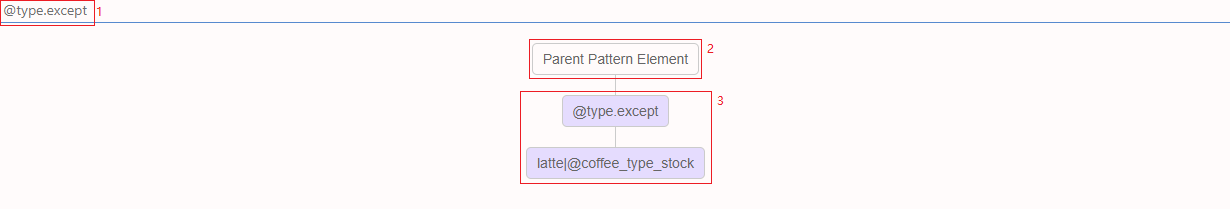 @type.except 1
Parent Pattern Element 2
@type.except 3
latte|@coffee_type_stock